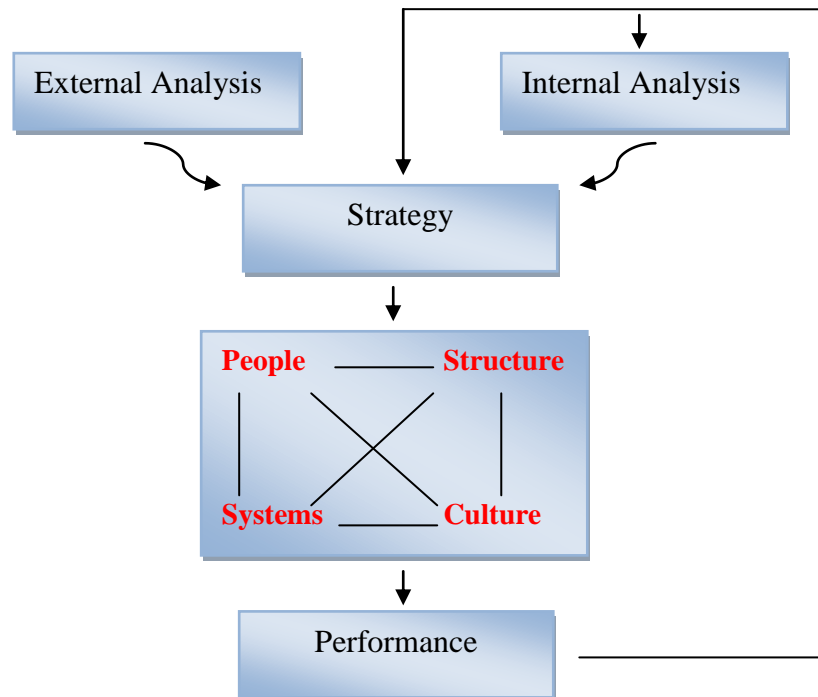 External Analysis
Internal Analysis
Strategy
People
Structure
Systems
Culture
Performance